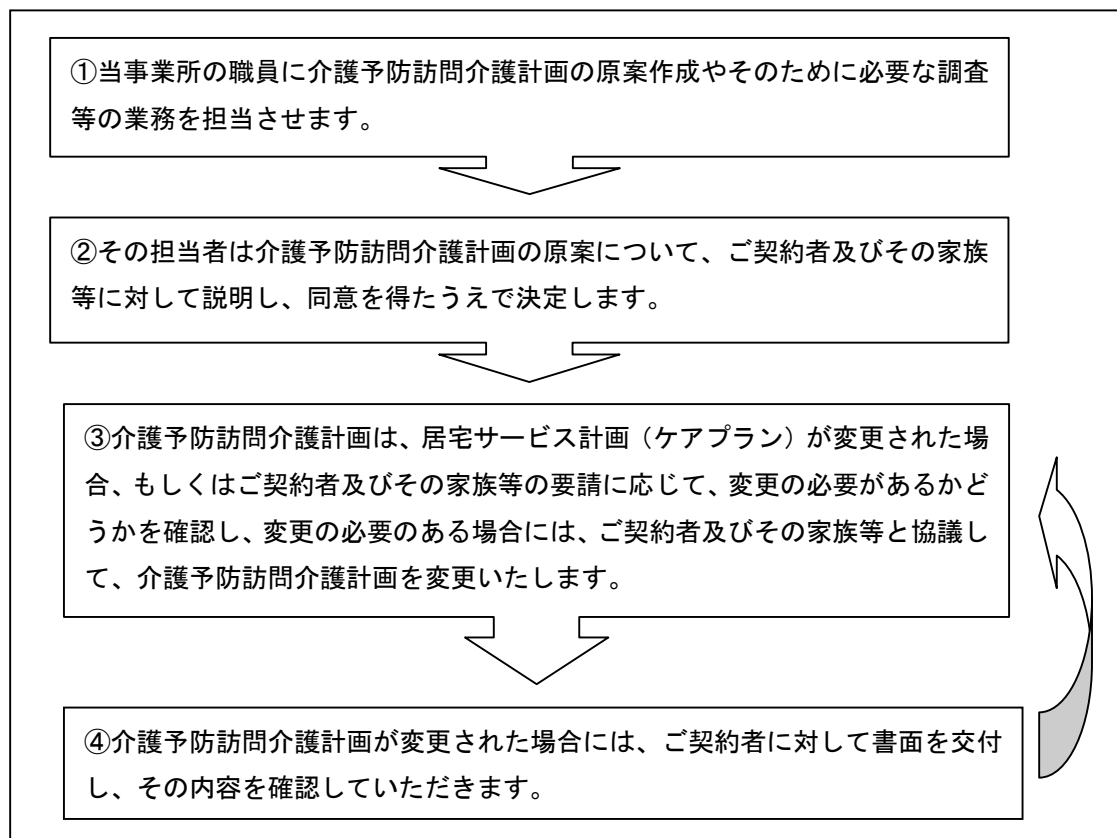 ①当事業所の職員に介護予防訪問介護計画の原案作成やそのために必要な調査
等の業務を担当させます。
②その担当者は介護予防訪問介護計画の原案について、ご契約者及びその家族
等に対して説明し、同意を得たうえで決定します。
③介護予防訪問介護計画は、居宅サービス計画（ケアプラン）が変更された場
合、もしくはご契約者及びその家族等の要請に応じて、変更の必要があるかど
うかを確認し、変更の必要のある場合には、ご契約者及びその家族等と協議し
て、介護予防訪問介護計画を変更いたします。
④介護予防訪問介護計画が変更された場合には、ご契約者に対して書面を交付
し、その内容を確認していただきます。